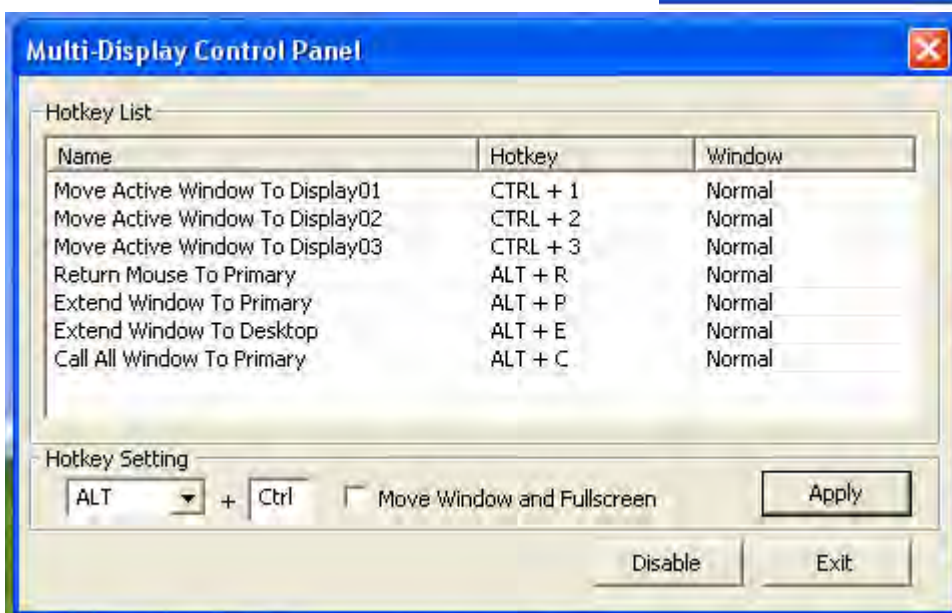 Multi-Display Control Panel
Hotkey List
Name Hotkey Window
Move Active Window To Display01 CTRL + 1 Normal
Move Active Window To Display02 CTRL + 2 Normal
Move Active Window To Display03 CTRL + 3 Normal
Return Mouse To Primary ALT + R Normal
Extend Window To Primary ALT + P Normal
Extend Window To Desktop ALT + E Normal
Call All Window To Primary ALT + C Normal
Hotkey Setting
ALT + Ctrl Move Window and Fullscreen Apply
Disable Exit